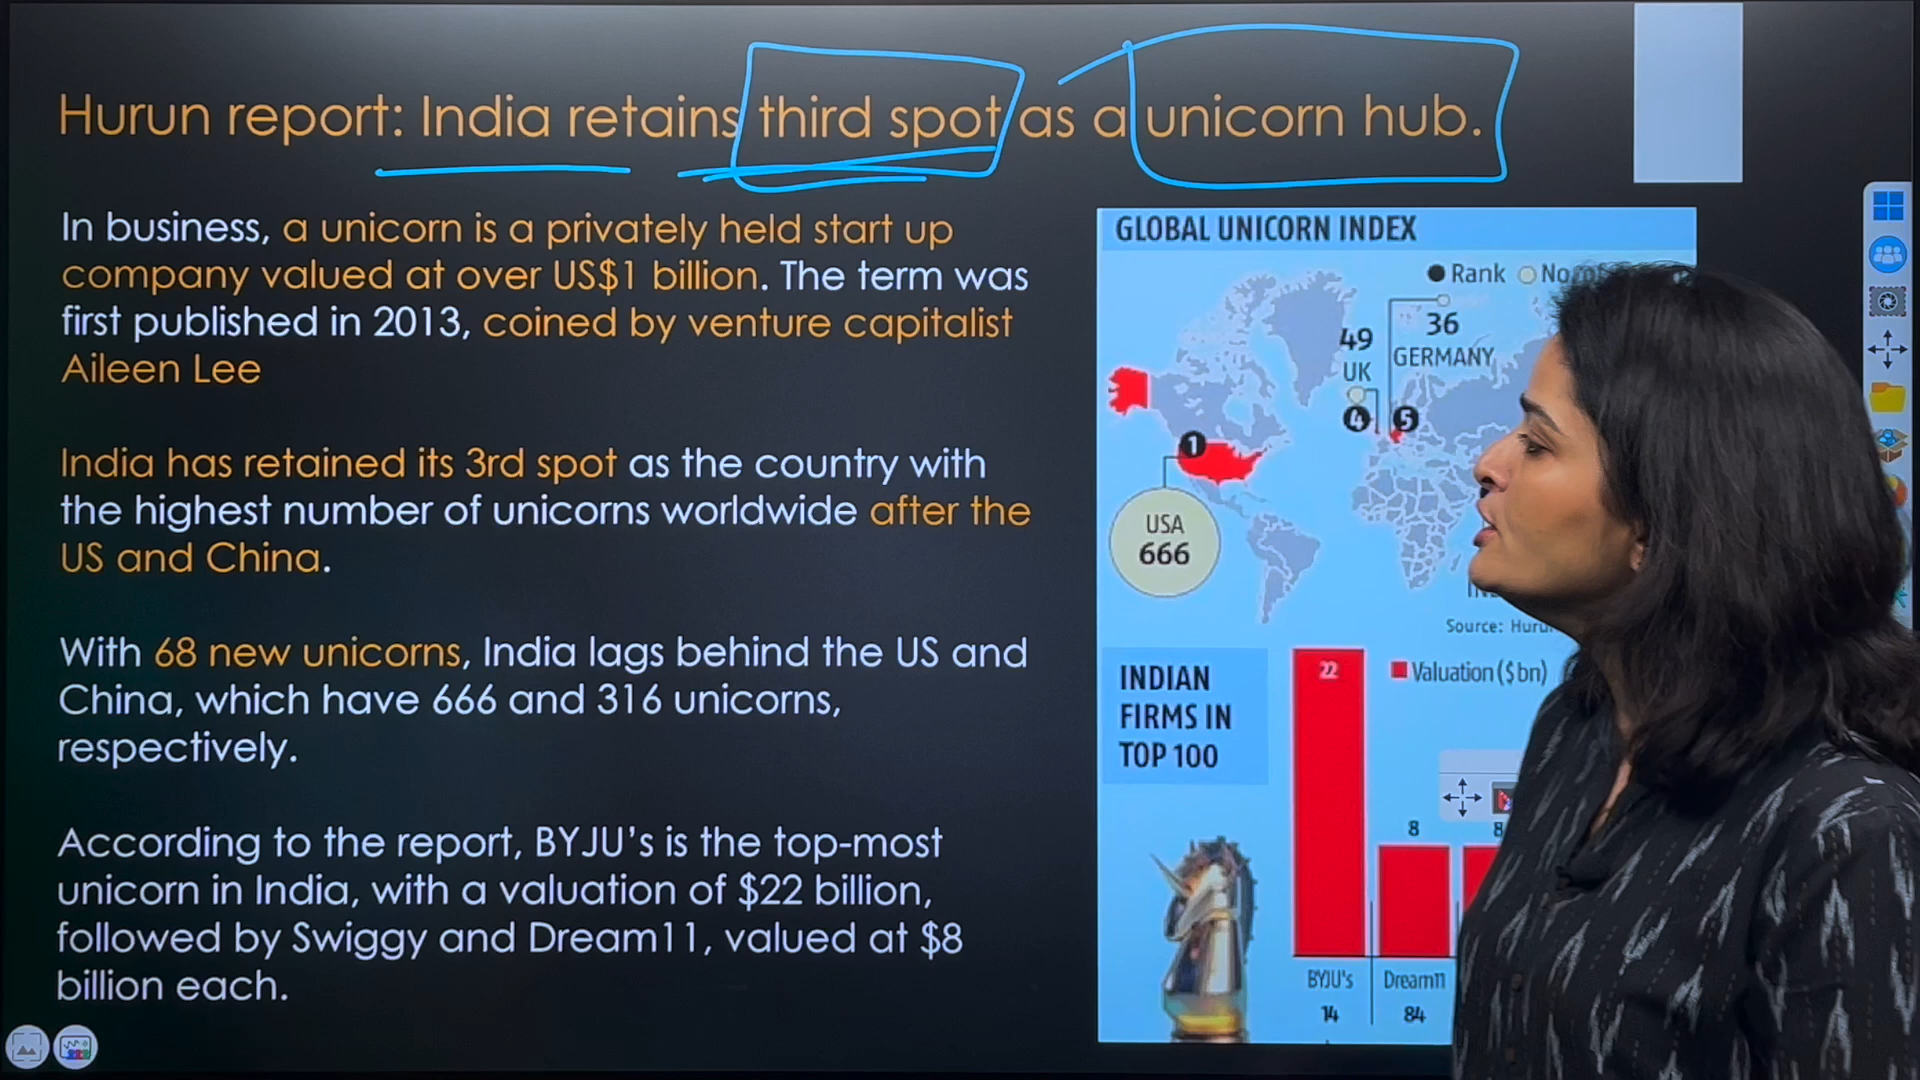 Hurun report: India retains third spot as a unicorn hub.
In business, a unicorn is a privately held start up
company valued at over US$1 billion. The term was
first published in 2013, coined by venture capitalist
Aileen Lee
India has retained its 3rd spot as the country with
the highest number of unicorns worldwide after the
US and China.
With 68 new unicorns, India lags behind the US and
China, which have 666 and 316 unicorns,
respectively.
According to the report, BYJU’s is the top-most
unicorn in India, with a valuation of $22 billion,
followed by Swiggy and Dream11, valued at $8
billion each.
GLOBAL UNICORN INDEX
Rank
36
GERMANY
49
UK
4
5
1
USA
666
Source:
INDIAN
FIRMS IN
TOP 100
22
Valuation ($bn)
8
8
BYJU's
Dream11
14
84